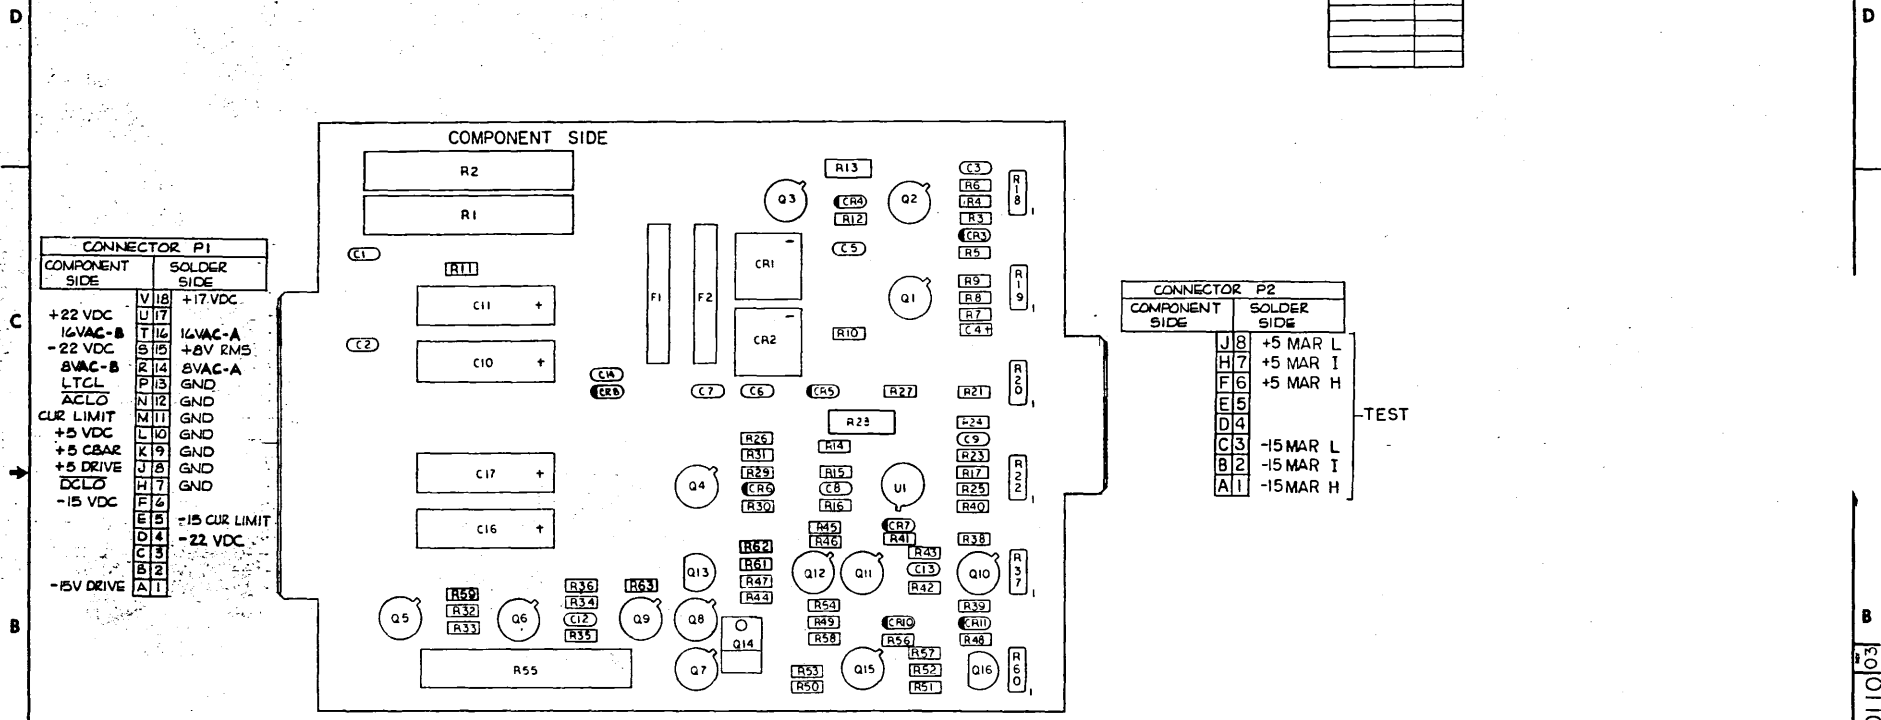 D
D
COMPONENT SIDE
R2
R1
R13
Q3
CR4
R12
Q2
C3
R6
R4
R3
CR3
R5
R18
C1
R11
C5
CR1
F1
F2
C11 +
Q1
R9
R8
R7
C4+
R19
C2
C10 +
CR2
R10
C14
CR8
C7
C6
CR5
R27
R21
R20
R23
R24
C9
R23
R17
R25
R40
R22
R26
R31
R29
CR6
R30
R14
R15
C8
R16
Q4
U1
C17 +
C16 +
R45
R46
CR7
R41
R43
C13
R42
R38
Q10
R37
R62
R61
R47
R44
Q13
Q12
Q11
R39
CR11
R48
R54
R49
R58
CR10
R56
R57
R52
R51
Q5
R59
R32
R33
Q6
R36
R34
C12
R35
R63
Q9
Q8
Q14
Q7
R55
R53
R50
Q15
Q16
R60
CONNECTOR P1
COMPONENT SIDE SOLDER SIDE
V 18 +17 VDC
+22 VDC U 17
16VAC-B T 16 16VAC-A
-22 VDC S 15 +8V RMS
8VAC-B R 14 8VAC-A
LTCL P 13 GND
ACLO N 12 GND
CUR LIMIT M 11 GND
+5 VDC L 10 GND
+5 CBAR K 9 GND
+5 DRIVE J 8 GND
DCLO H 7 GND
-15 VDC F 6
E 5 -15 CUR LIMIT
D 4 -22 VDC
C 3
B 2
-15V DRIVE A 1
CONNECTOR P2
COMPONENT SIDE SOLDER SIDE
J 8 +5 MAR L
H 7 +5 MAR I
F 6 +5 MAR H
E 5
D 4
C 3 -15 MAR L
B 2 -15 MAR I
A 1 -15 MAR H
TEST
C
B
B
03